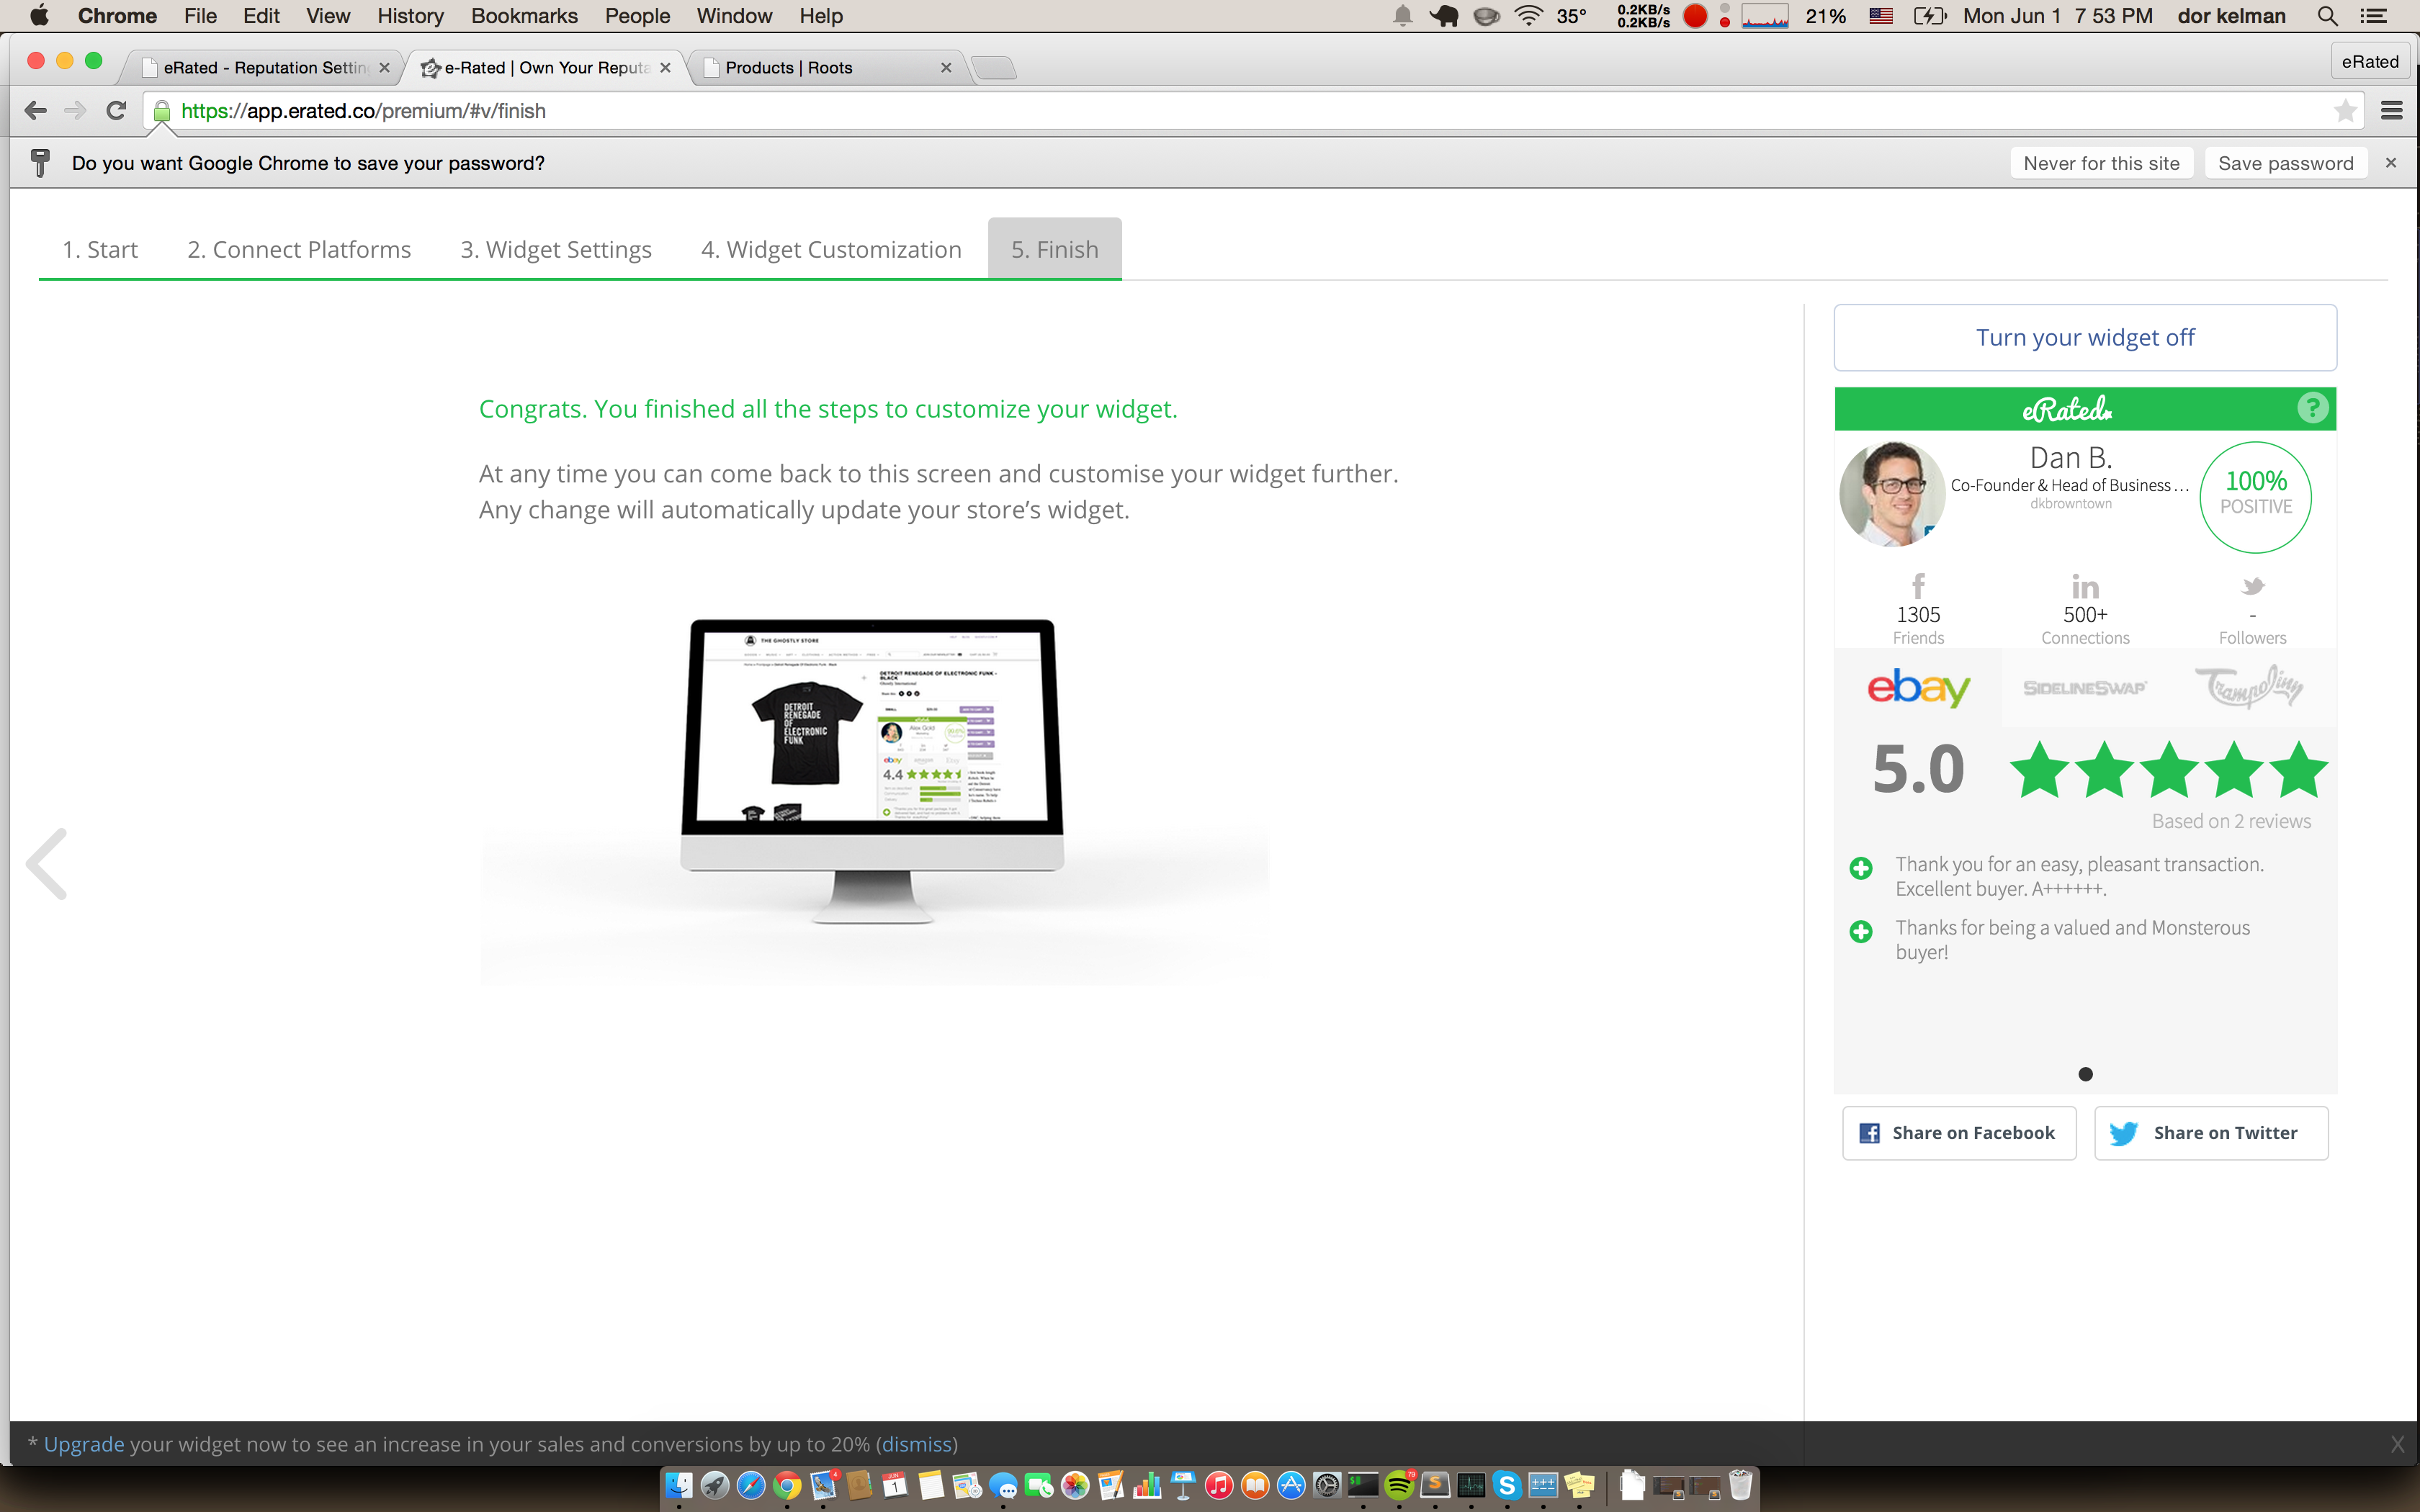 Chrome File Edit View History Bookmarks People Window Help 35° 0.2KB/s 0.2KB/s 21% Mon Jun 1 7 53 PM dor kelman
eRated - Reputation Settin e-Rated | Own Your Reputa Products | Roots eRated
https://app.erated.co/premium/#v/finish
Do you want Google Chrome to save your password? Never for this site Save password
1. Start 2. Connect Platforms 3. Widget Settings 4. Widget Customization 5. Finish
Turn your widget off
Congrats. You finished all the steps to customize your widget.
At any time you can come back to this screen and customise your widget further.
Any change will automatically update your store's widget.
THE GHOSTLY STORE
DETROIT RENEGADE OF ELECTRONIC FUNK -
BLACK
DETROIT
RENEGADE
OF
ELECTRONIC
FUNK
Alex Gold
ebay amazon Etsy
4.4
eRated ?
Dan B.
Co-Founder & Head of Business ...
dkbrowntown
100%
POSITIVE
f in
1305 500+ -
Friends Connections Followers
ebay SIDELINESWAP Trampoliny
5.0
Based on 2 reviews
Thank you for an easy, pleasant transaction.
Excellent buyer. A++++++.
Thanks for being a valued and Monsterous
buyer!
Share on Facebook Share on Twitter
* Upgrade your widget now to see an increase in your sales and conversions by up to 20% (dismiss) X